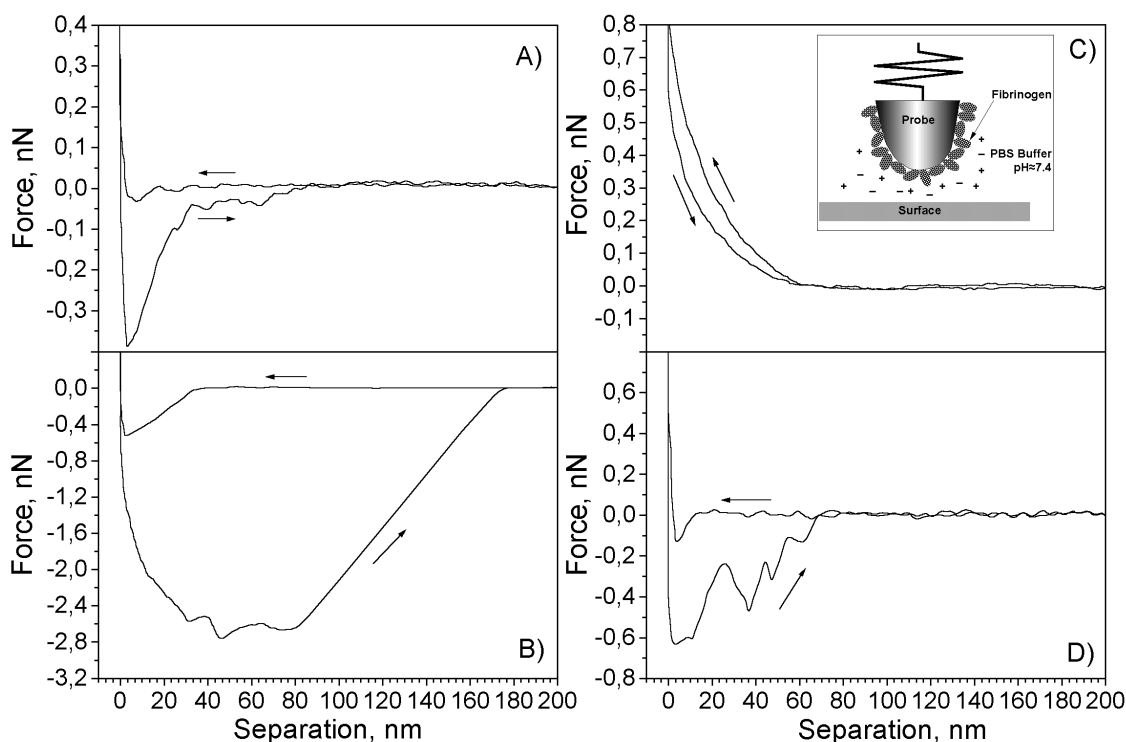 A)
0,4
0,3
0,2
0,1
0,0
-0,1
-0,2
-0,3
Force, nN
B)
0,0
-0,4
-0,8
-1,2
-1,6
-2,0
-2,4
-2,8
-3,2
Force, nN
0 20 40 60 80 100 120 140 160 180 200
Separation, nm
C)
0,8
0,7
0,6
0,5
0,4
0,3
0,2
0,1
0,0
-0,1
Force, nN
Fibrinogen
Probe
PBS Buffer
pH≈7.4
+ + + + + + + +
– – – – – –
Surface
D)
0,6
0,4
0,2
0,0
-0,2
-0,4
-0,6
-0,8
Force, nN
0 20 40 60 80 100 120 140 160 180 200
Separation, nm